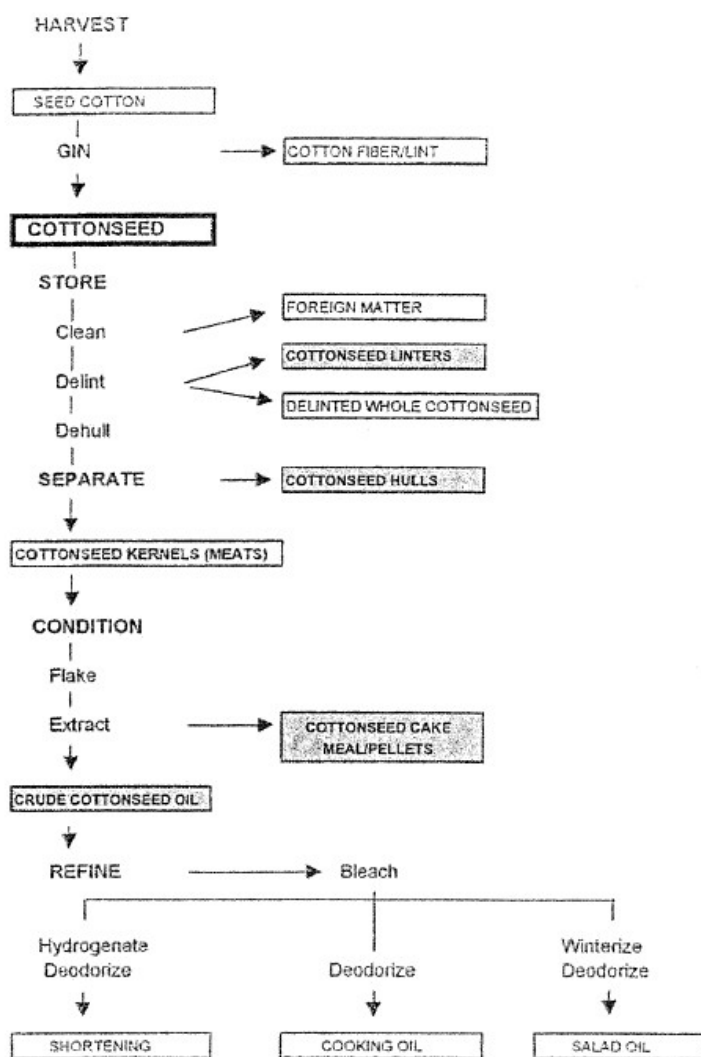 HARVEST
SEED COTTON
GIN
COTTON FIBER/LINT
COTTONSEED
STORE
FOREIGN MATTER
Clean
COTTONSEED LINTERS
Delint
DELINTED WHOLE COTTONSEED
Dehull
SEPARATE
COTTONSEED HULLS
COTTONSEED KERNELS (MEATS)
CONDITION
Flake
Extract
COTTONSEED CAKE
MEAL/PELLETS
CRUDE COTTONSEED OIL
REFINE
Bleach
Hydrogenate
Deodorize
Deodorize
Winterize
Deodorize
SHORTENING
COOKING OIL
SALAD OIL